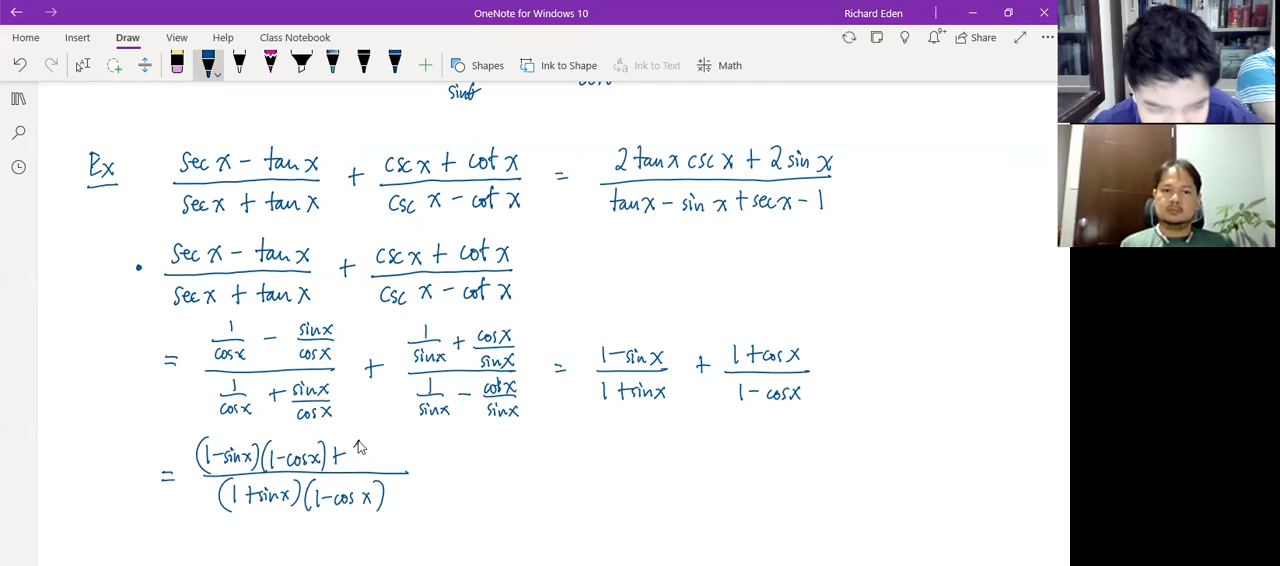 OneNote for Windows 10
Richard Eden
Home Insert Draw View Help Class Notebook
9+ Share
Shapes Ink to Shape Ink to Text Math
sinθ
Ex (sec x - tan x)/(sec x + tan x) + (csc x + cot x)/(csc x - cot x) = (2 tan x csc x + 2 sin x)/(tan x - sin x + sec x - 1)
• (sec x - tan x)/(sec x + tan x) + (csc x + cot x)/(csc x - cot x)
= (1/cos x - sin x/cos x)/(1/cos x + sin x/cos x) + (1/sin x + cos x/sin x)/(1/sin x - cos x/sin x) = (1 - sin x)/(1 + sin x) + (1 + cos x)/(1 - cos x)
= ((1 - sin x)(1 - cos x) +)/((1 + sin x)(1 - cos x))